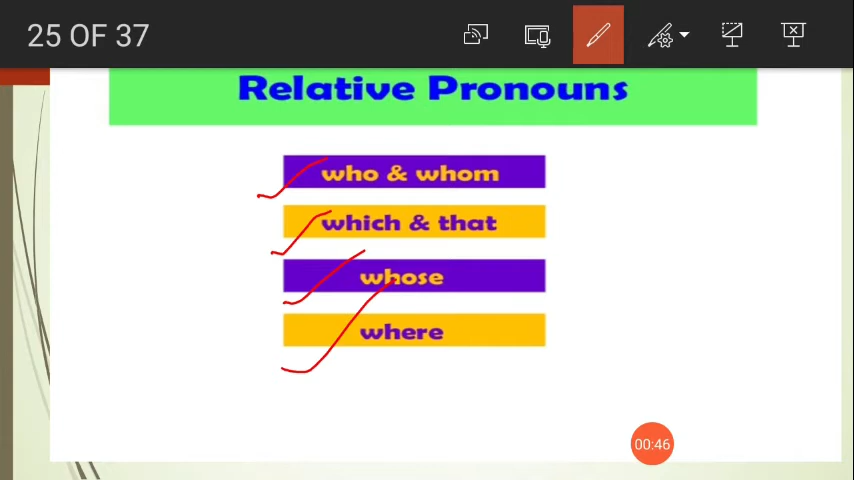 25 OF 37
Relative Pronouns
who & whom
which & that
whose
where
00:46